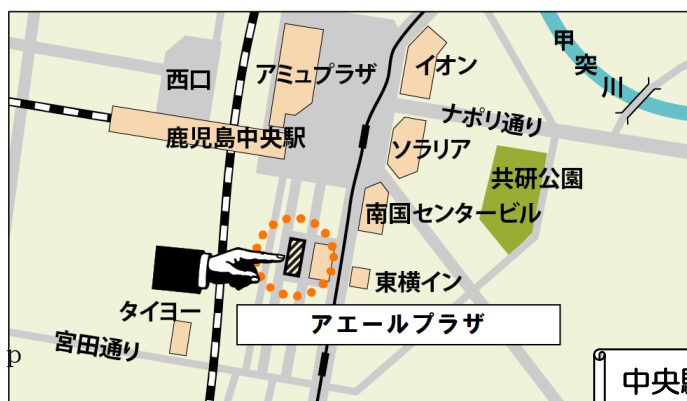 甲突川
西口
アミュプラザ
イオン
ナポリ通り
鹿児島中央駅
ソラリア
共研公園
南国センタービル
東横イン
タイヨー
アエールプラザ
宮田通り
p
中央